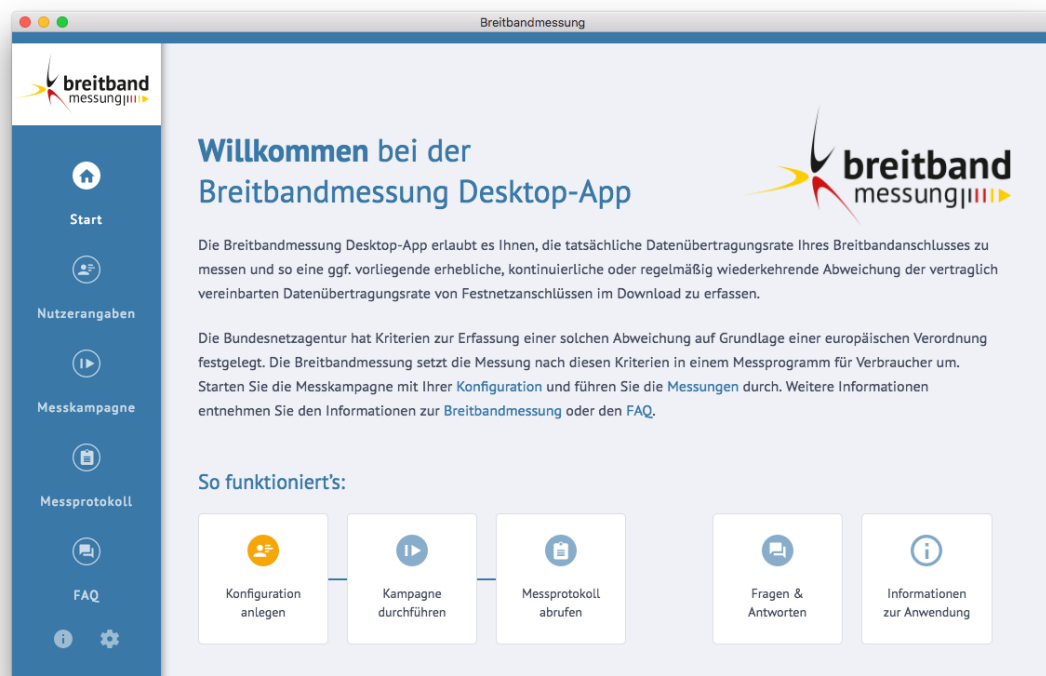 Breitbandmessung
breitband
messung
Start
Nutzerangaben
Messkampagne
Messprotokoll
FAQ
Willkommen bei der
Breitbandmessung Desktop-App
breitband
messung
Die Breitbandmessung Desktop-App erlaubt es Ihnen, die tatsächliche Datenübertragungsrate Ihres Breitbandanschlusses zu
messen und so eine ggf. vorliegende erhebliche, kontinuierliche oder regelmäßig wiederkehrende Abweichung der vertraglich
vereinbarten Datenübertragungsrate von Festnetzanschlüssen im Download zu erfassen.
Die Bundesnetzagentur hat Kriterien zur Erfassung einer solchen Abweichung auf Grundlage einer europäischen Verordnung
festgelegt. Die Breitbandmessung setzt die Messung nach diesen Kriterien in einem Messprogramm für Verbraucher um.
Starten Sie die Messkampagne mit Ihrer Konfiguration und führen Sie die Messungen durch. Weitere Informationen
entnehmen Sie den Informationen zur Breitbandmessung oder den FAQ.
So funktioniert's:
Konfiguration
anlegen
Kampagne
durchführen
Messprotokoll
abrufen
Fragen &
Antworten
Informationen
zur Anwendung